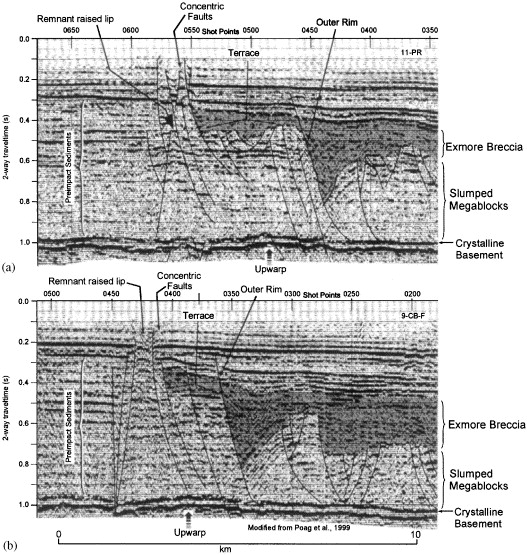 Concentric
Faults
Remnant raised lip
Outer Rim
0650 0600 0550 Shot Points 0500 0450 0400 0350
Terrace
11-PR
0.0
0.2
0.4
0.6
0.8
1.0
2-way traveltime (s)
Preimpact Sediments
Exmore Breccia
Slumped
Megablocks
Crystalline
Basement
(a)
Upwarp
Remnant raised lip
Concentric
Faults
Outer Rim
0500 0450 0400 0350 0300 Shot Points 0250 0200
Terrace
9-CB-F
0.0
0.2
0.4
0.6
0.8
1.0
2-way traveltime (s)
Preimpact Sediments
Exmore Breccia
Slumped
Megablocks
Crystalline
Basement
Upwarp
Modified from Poag et al., 1999
0 10
km
(b)